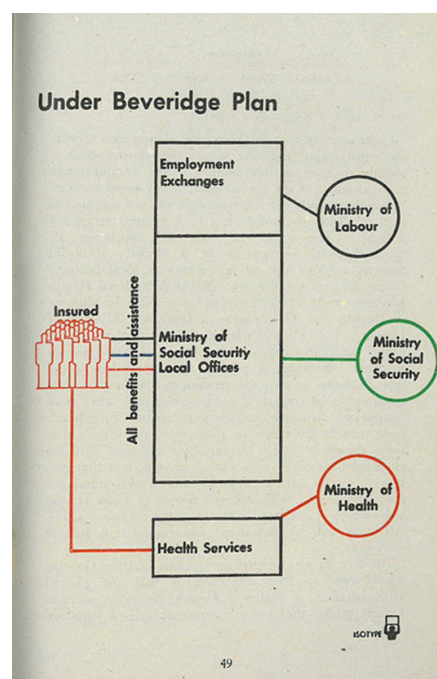 Under Beveridge Plan
Employment
Exchanges
Ministry of
Labour
Insured
All benefits and assistance
Ministry of
Social Security
Local Offices
Ministry
of Social
Security
Ministry of
Health
Health Services
ISOTYPE
49